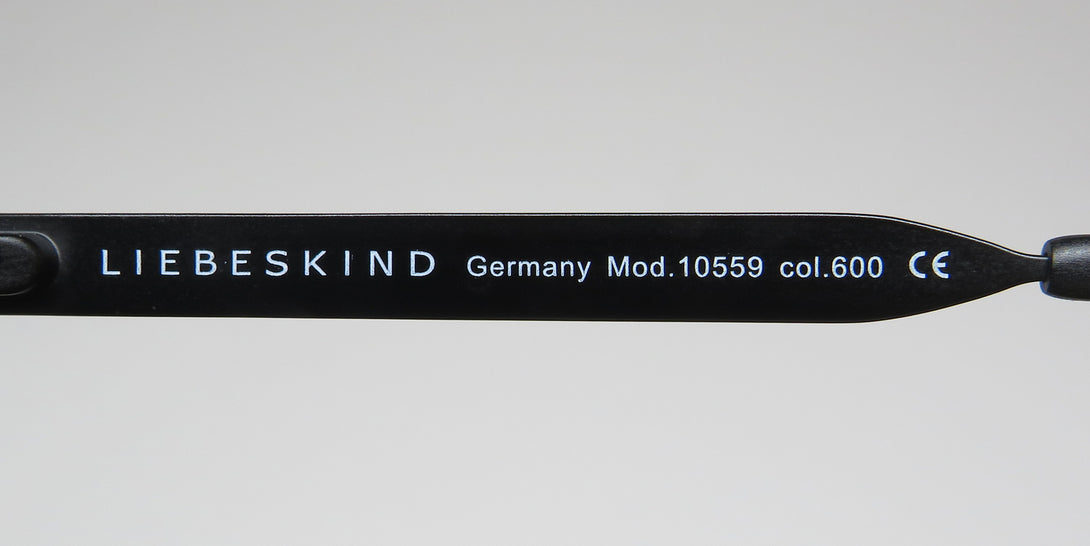 LIEBESKIND Germany Mod.10559 col.600 CE